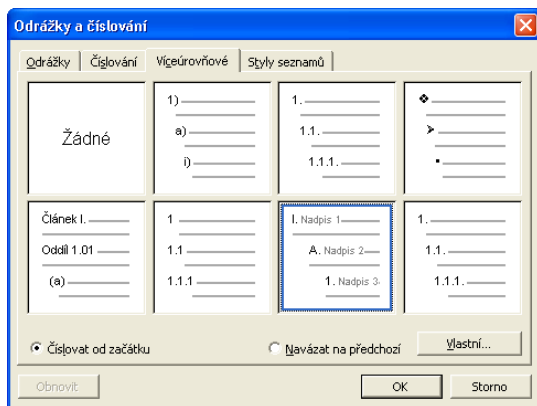 Odrážky a číslování
Odrážky Číslování Víceúrovňové Styly seznamů
Žádné
1)
a)
i)
1.
1.1.
1.1.1.
Článek I.
Oddíl 1.01
(a)
1
1.1
1.1.1
I. Nadpis 1
A. Nadpis 2
1. Nadpis 3
1.
1.1.
1.1.1.
Číslovat od začátku Navázat na předchozí Vlastní...
Obnovit OK Storno